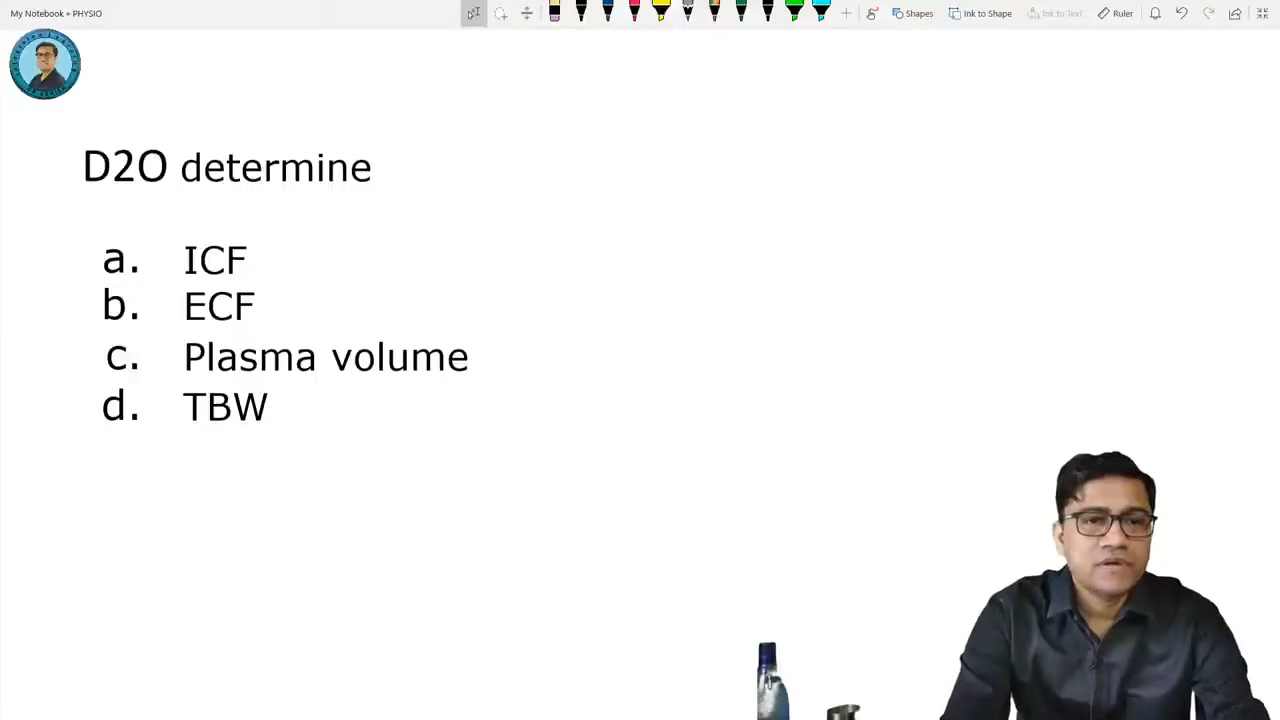 My Notebook » PHYSIO
Shapes
Ink to Shape
Ink to Text
Ruler
D2O determine
a. ICF
b. ECF
c. Plasma volume
d. TBW